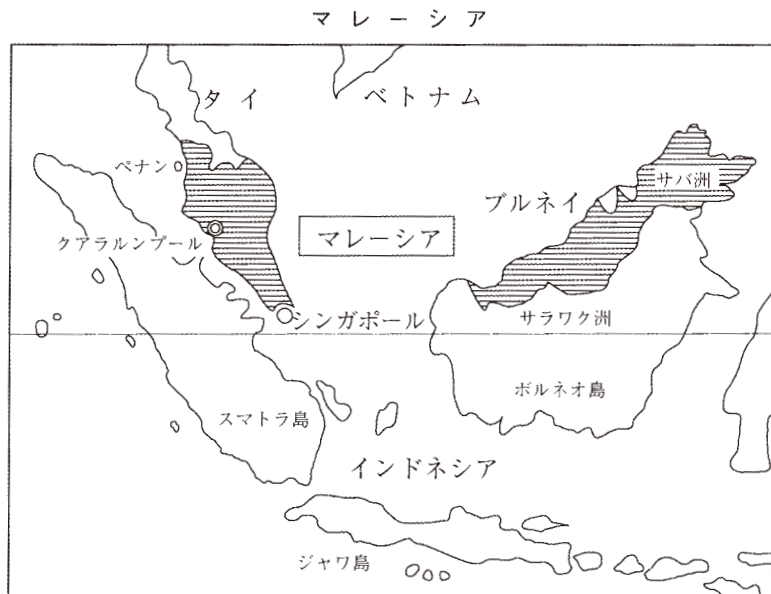 マレーシア
タイ
ベトナム
ペナン
サバ洲
ブルネイ
クアラルンプール
マレーシア
シンガポール
サラワク洲
ボルネオ島
スマトラ島
インドネシア
ジャワ島